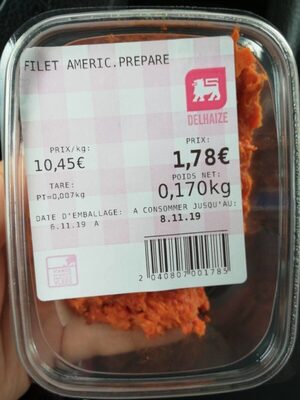 FILET AMERIC.PREPARE
DELHAIZE
PRIX/kg:
10,45€
PRIX:
1,78€
TARE:
PT=0,007kg
POIDS NET:
0,170kg
DATE D'EMBALLAGE:
6.11.19 A
A CONSOMMER JUSQU'AU:
8.11.19
2 040807 001785